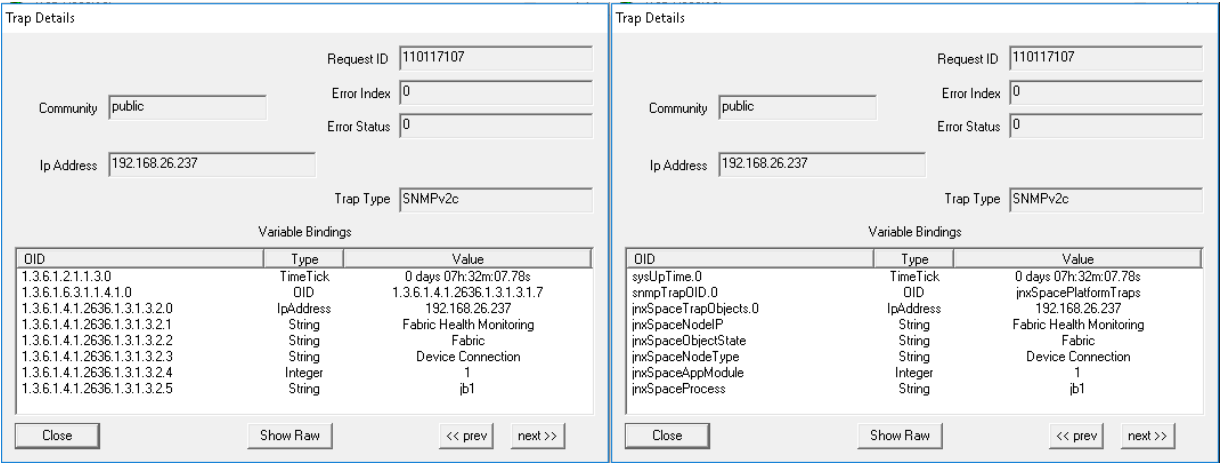 Trap Details
Request ID 110117107
Community public
Error Index 0
Error Status 0
Ip Address 192.168.26.237
Trap Type SNMPv2c
Variable Bindings
OID Type Value
1.3.6.1.2.1.1.3.0 TimeTick 0 days 07h:32m:07.78s
1.3.6.1.6.3.1.1.4.1.0 OID 1.3.6.1.4.1.2636.1.3.1.3.1.7
1.3.6.1.4.1.2636.1.3.1.3.2.0 IpAddress 192.168.26.237
1.3.6.1.4.1.2636.1.3.1.3.2.1 String Fabric Health Monitoring
1.3.6.1.4.1.2636.1.3.1.3.2.2 String Fabric
1.3.6.1.4.1.2636.1.3.1.3.2.3 String Device Connection
1.3.6.1.4.1.2636.1.3.1.3.2.4 Integer 1
1.3.6.1.4.1.2636.1.3.1.3.2.5 String jb1
Close Show Raw << prev next >>
Trap Details
Request ID 110117107
Community public
Error Index 0
Error Status 0
Ip Address 192.168.26.237
Trap Type SNMPv2c
Variable Bindings
OID Type Value
sysUpTime.0 TimeTick 0 days 07h:32m:07.78s
snmpTrapOID.0 OID jnxSpacePlatformTraps
jnxSpaceTrapObjects.0 IpAddress 192.168.26.237
jnxSpaceNodeIP String Fabric Health Monitoring
jnxSpaceObjectState String Fabric
jnxSpaceNodeType String Device Connection
jnxSpaceAppModule Integer 1
jnxSpaceProcess String jb1
Close Show Raw << prev next >>